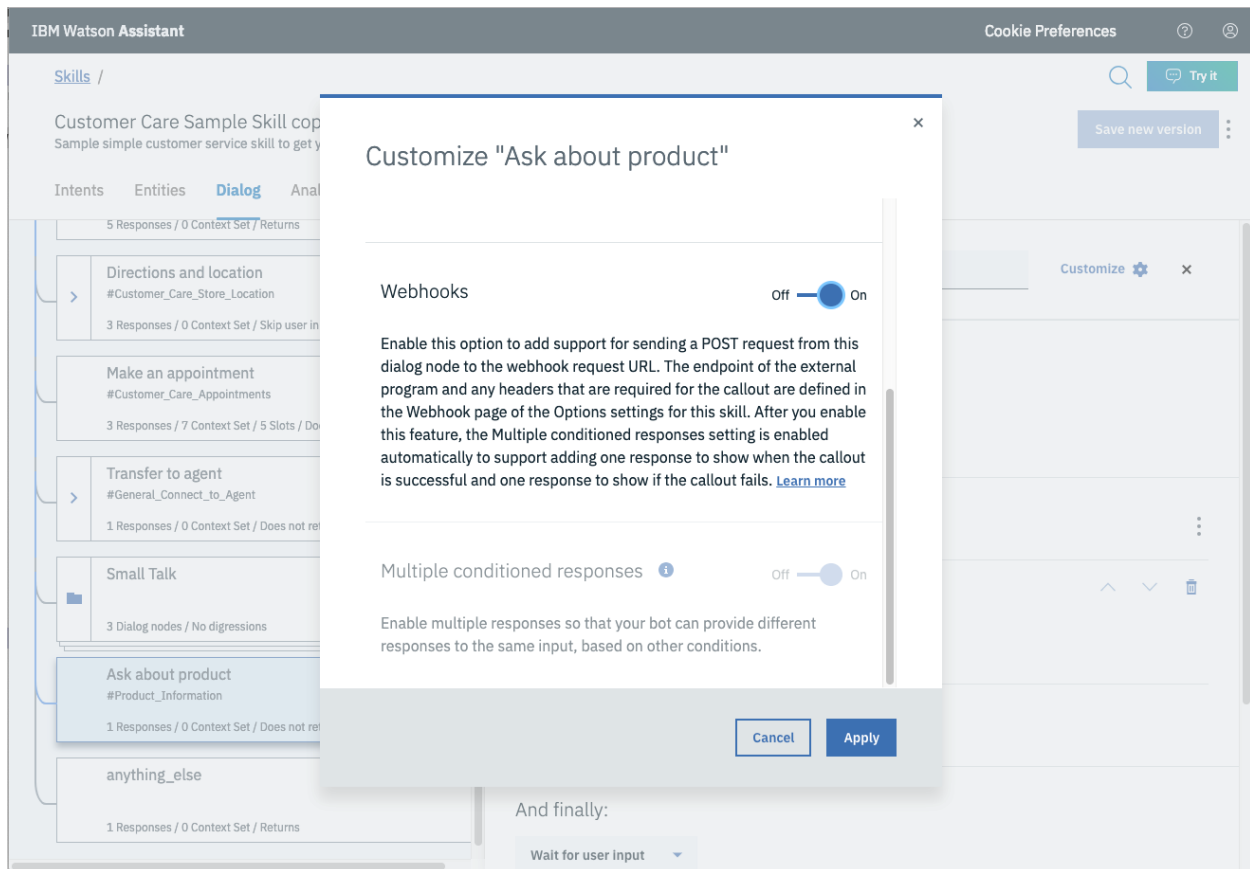 IBM Watson Assistant
Cookie Preferences
Skills /
Try it
Customer Care Sample Skill cop
Sample simple customer service skill to get y
Save new version
Intents Entities Dialog Anal
Customize "Ask about product"
5 Responses / 0 Context Set / Returns
Directions and location
#Customer_Care_Store_Location
3 Responses / 0 Context Set / Skip user in
Make an appointment
#Customer_Care_Appointments
3 Responses / 7 Context Set / 5 Slots / Do
Transfer to agent
#General_Connect_to_Agent
1 Responses / 0 Context Set / Does not ret
Small Talk
3 Dialog nodes / No digressions
Ask about product
#Product_Information
1 Responses / 0 Context Set / Does not ret
anything_else
1 Responses / 0 Context Set / Returns
Webhooks
Off On
Enable this option to add support for sending a POST request from this
dialog node to the webhook request URL. The endpoint of the external
program and any headers that are required for the callout are defined in
the Webhook page of the Options settings for this skill. After you enable
this feature, the Multiple conditioned responses setting is enabled
automatically to support adding one response to show when the callout
is successful and one response to show if the callout fails. Learn more
Multiple conditioned responses
Off On
Enable multiple responses so that your bot can provide different
responses to the same input, based on other conditions.
Cancel Apply
Customize
And finally:
Wait for user input